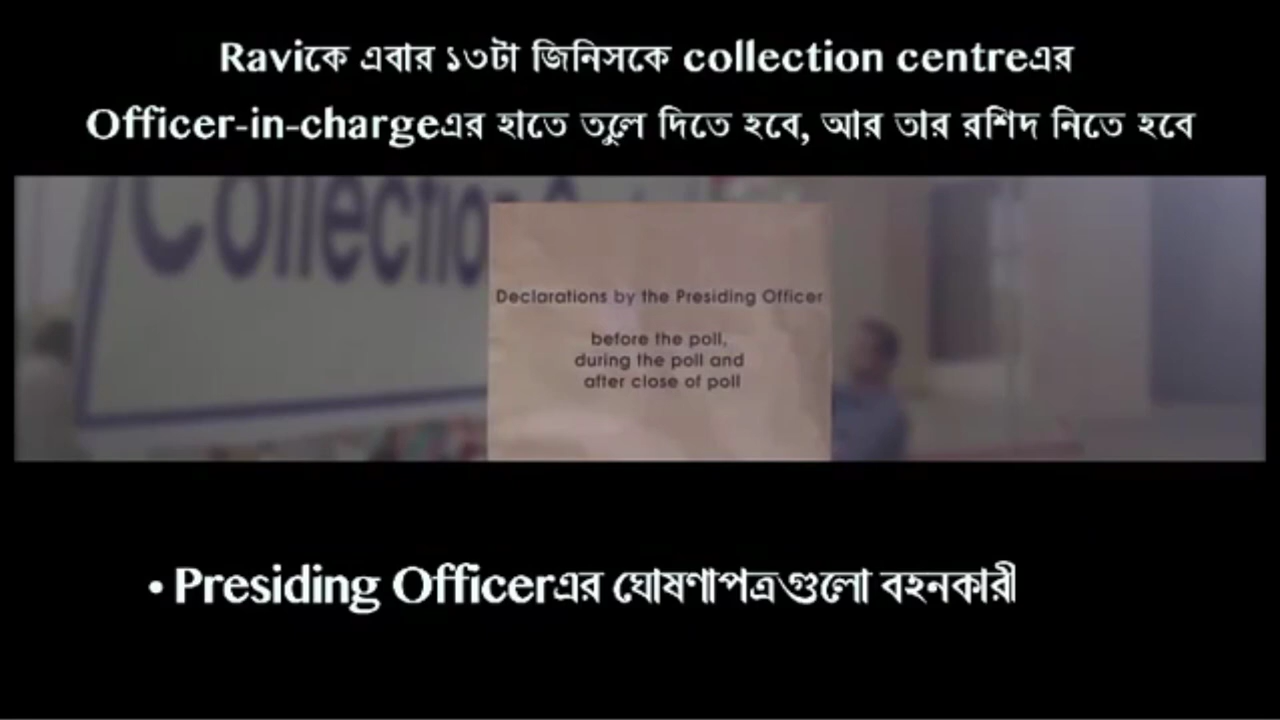 Raviকে এবার ১৩টা জিনিসকে collection centreএর
Officer-in-chargeএর হাতে তুলে দিতে হবে, আর তার রশিদ নিতে হবে
Collectio
Declarations by the Presiding Officer
before the poll,
during the poll and
after close of poll
• Presiding Officerএর ঘোষণাপত্রগুলো বহনকারী